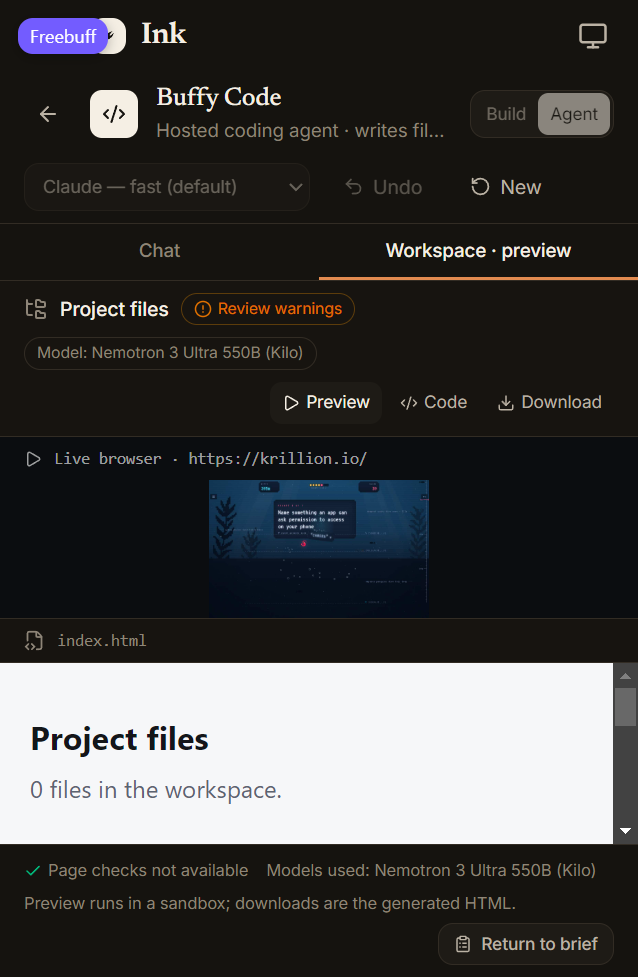 Freebuff
Ink
Buffy Code
Hosted coding agent · writes fil...
Build
Agent
Claude — fast (default)
Undo
New
Chat
Workspace · preview
Project files
Review warnings
Model: Nemotron 3 Ultra 550B (Kilo)
Preview
Code
Download
Live browser · https://krillion.io/
Name something an app can
ask permission to access
on your phone
index.html
Project files
0 files in the workspace.
Page checks not available
Models used: Nemotron 3 Ultra 550B (Kilo)
Preview runs in a sandbox; downloads are the generated HTML.
Return to brief